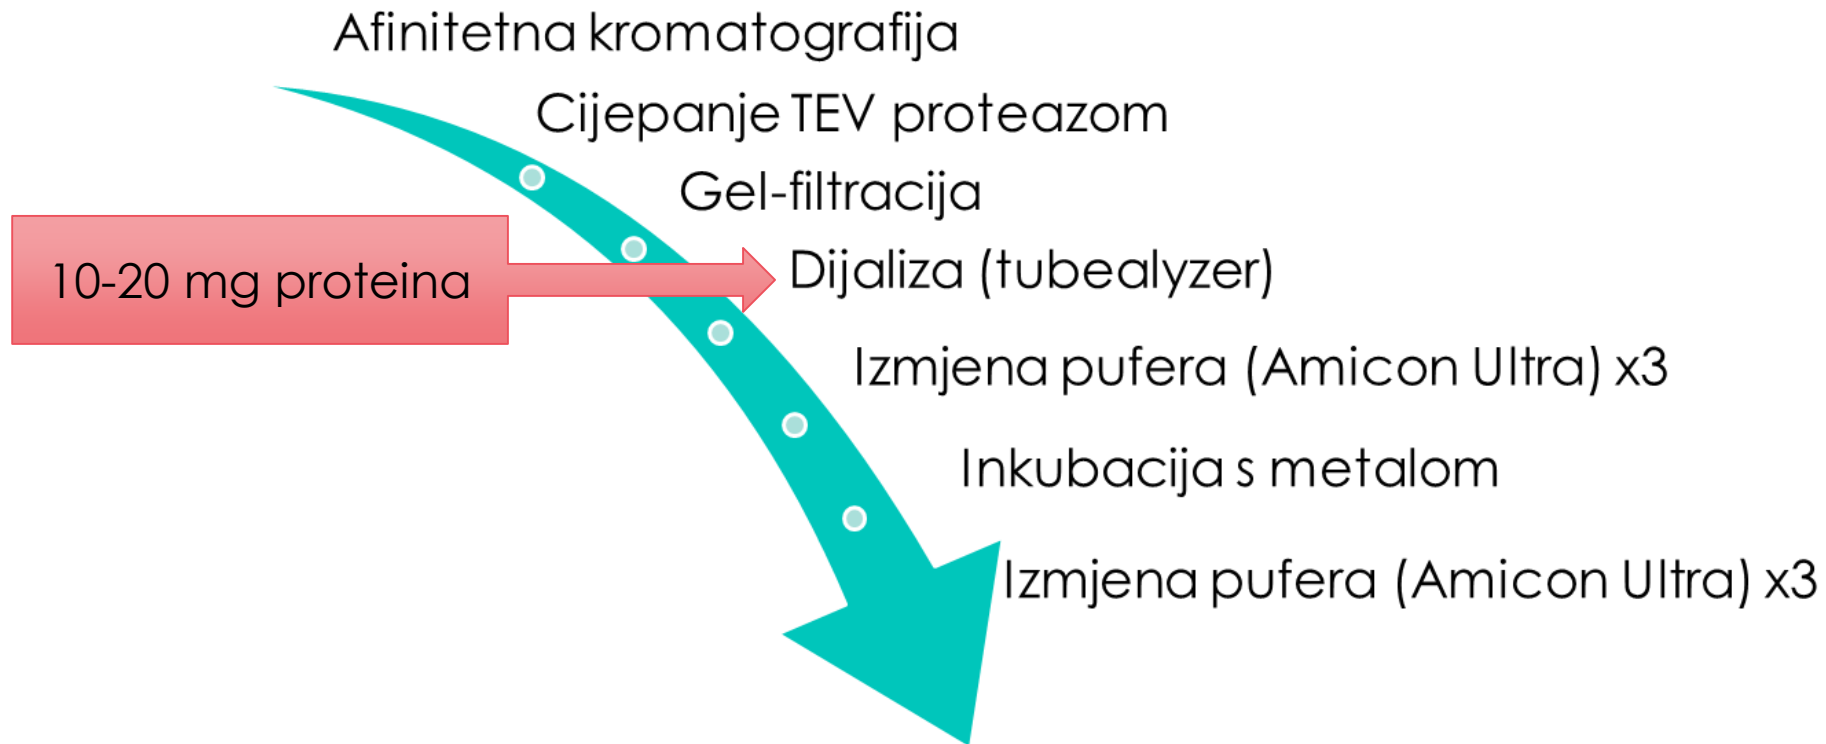 Afinitetna kromatografija
Cijepanje TEV proteazom
Gel-filtracija
10-20 mg proteina
Dijaliza (tubealyzer)
Izmjena pufera (Amicon Ultra) x3
Inkubacija s metalom
Izmjena pufera (Amicon Ultra) x3